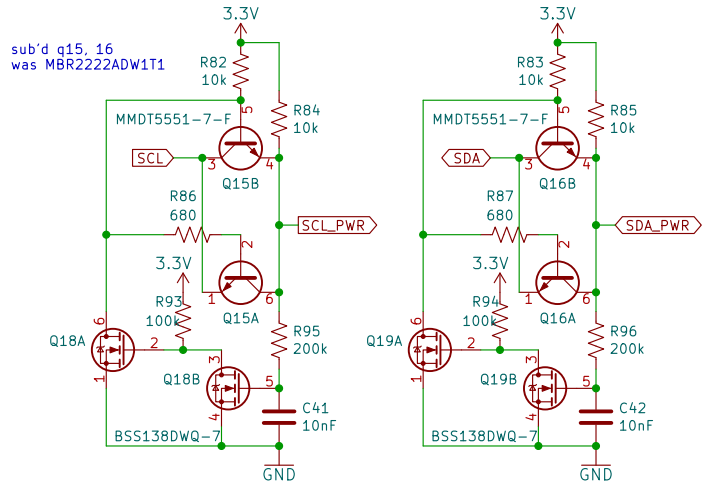 3.3V
3.3V
sub'd q15, 16
was MBR2222ADW1T1
R82
10k
R84
10k
MMDT5551-7-F
5
SCL
3
4
Q15B
R86
680
2
SCL_PWR
3.3V
1
6
Q15A
R93
100k
R95
200k
Q18A
6
2
1
3
Q18B
5
4
C41
10nF
BSS138DWQ-7
GND
R83
10k
R85
10k
MMDT5551-7-F
5
SDA
3
4
Q16B
R87
680
2
SDA_PWR
3.3V
1
6
Q16A
R94
100k
R96
200k
Q19A
6
2
1
3
Q19B
5
4
C42
10nF
BSS138DWQ-7
GND